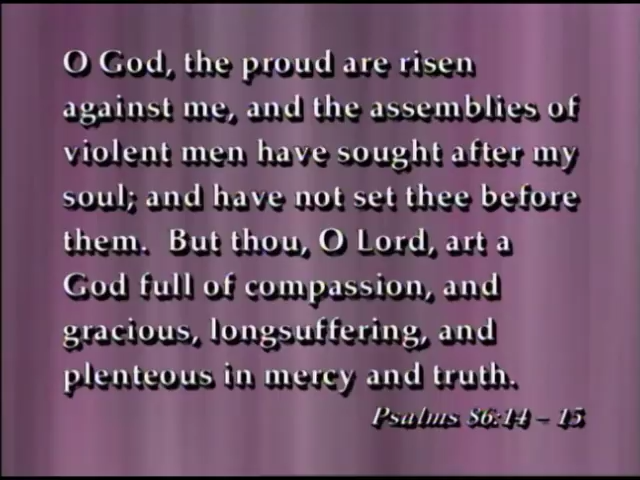 O God, the proud are risen
against me, and the assemblies of
violent men have sought after my
soul; and have not set thee before
them.  But thou, O Lord, art a
God full of compassion, and
gracious, longsuffering, and
plenteous in mercy and truth.
Psalms 86:14 – 15